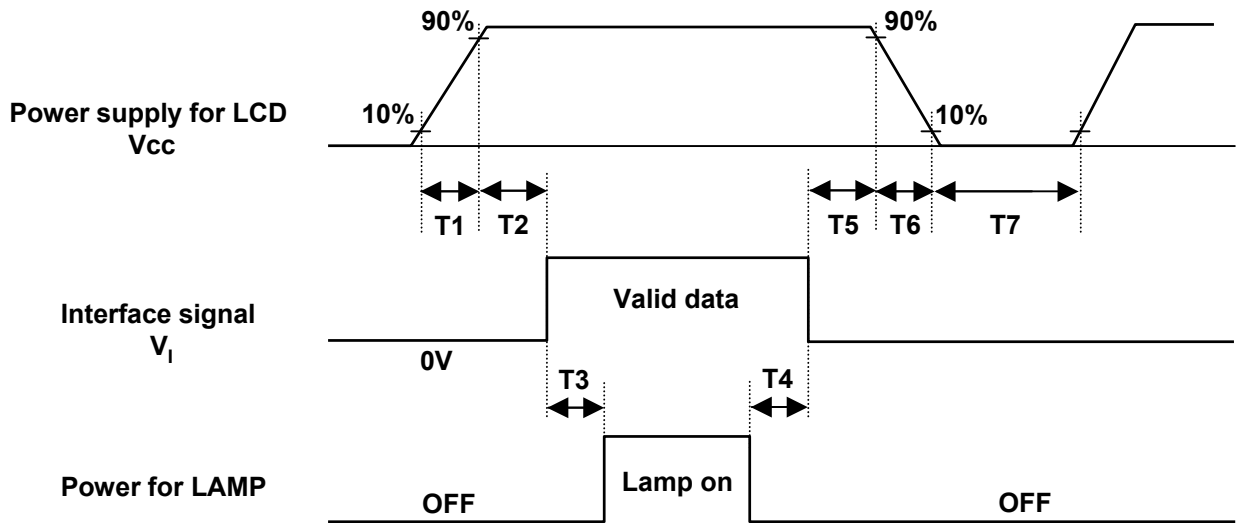 90%
90%
Power supply for LCD
Vcc
10%
10%
T1
T2
T5
T6
T7
Interface signal
V_I
Valid data
0V
T3
T4
Power for LAMP
OFF
Lamp on
OFF